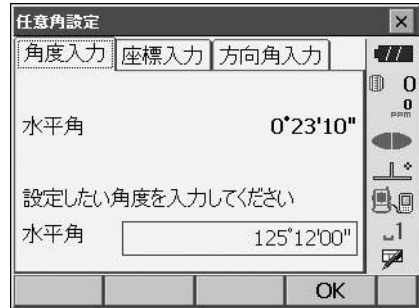 任意角設定
角度入力 座標入力 方向角入力
0
0
ppm
水平角 0°23'10"
設定したい角度を入力してください
水平角 125°12'00"
1
OK